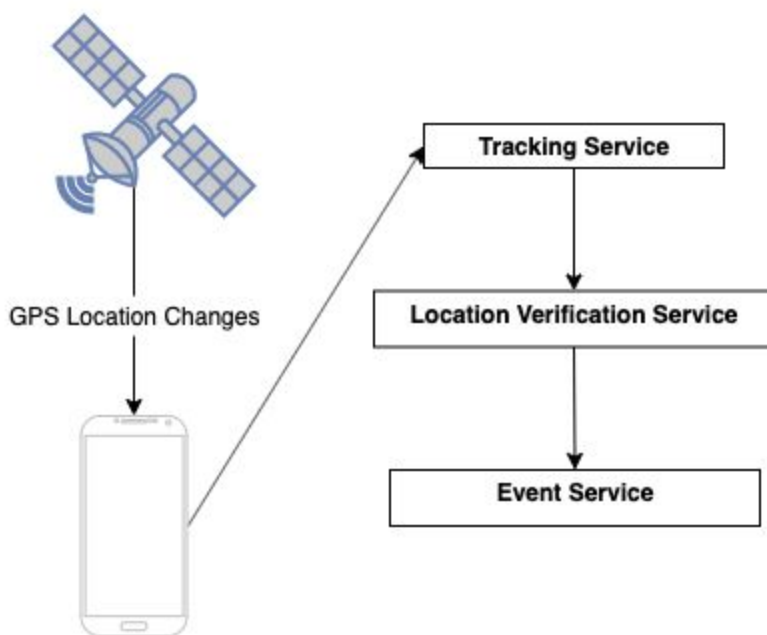 Tracking Service
GPS Location Changes
Location Verification Service
Event Service